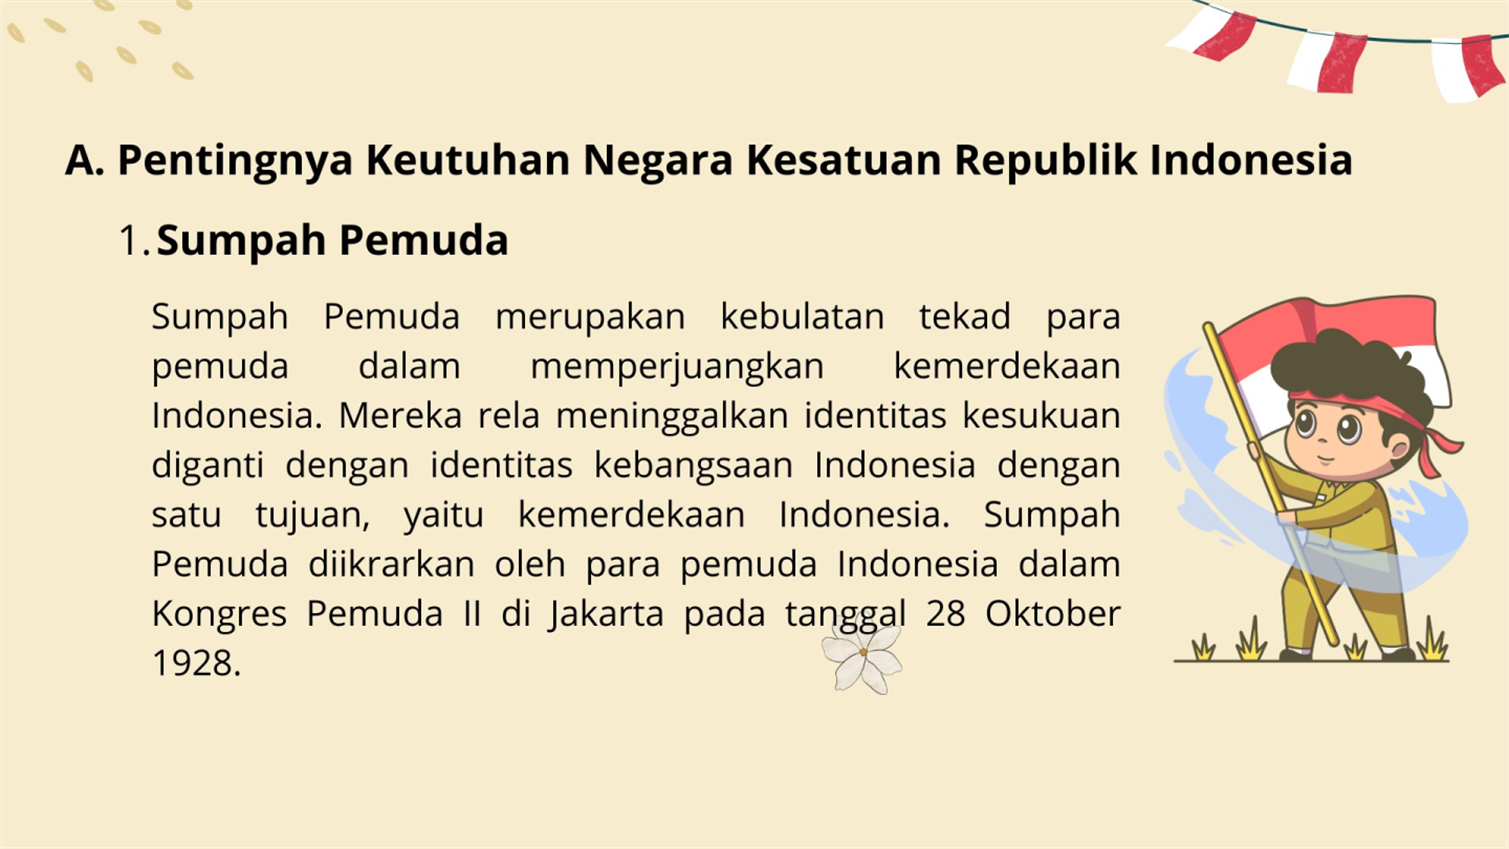 A. Pentingnya Keutuhan Negara Kesatuan Republik Indonesia
1. Sumpah Pemuda
Sumpah Pemuda merupakan kebulatan tekad para
pemuda dalam memperjuangkan kemerdekaan
Indonesia. Mereka rela meninggalkan identitas kesukuan
diganti dengan identitas kebangsaan Indonesia dengan
satu tujuan, yaitu kemerdekaan Indonesia. Sumpah
Pemuda diikrarkan oleh para pemuda Indonesia dalam
Kongres Pemuda II di Jakarta pada tanggal 28 Oktober
1928.